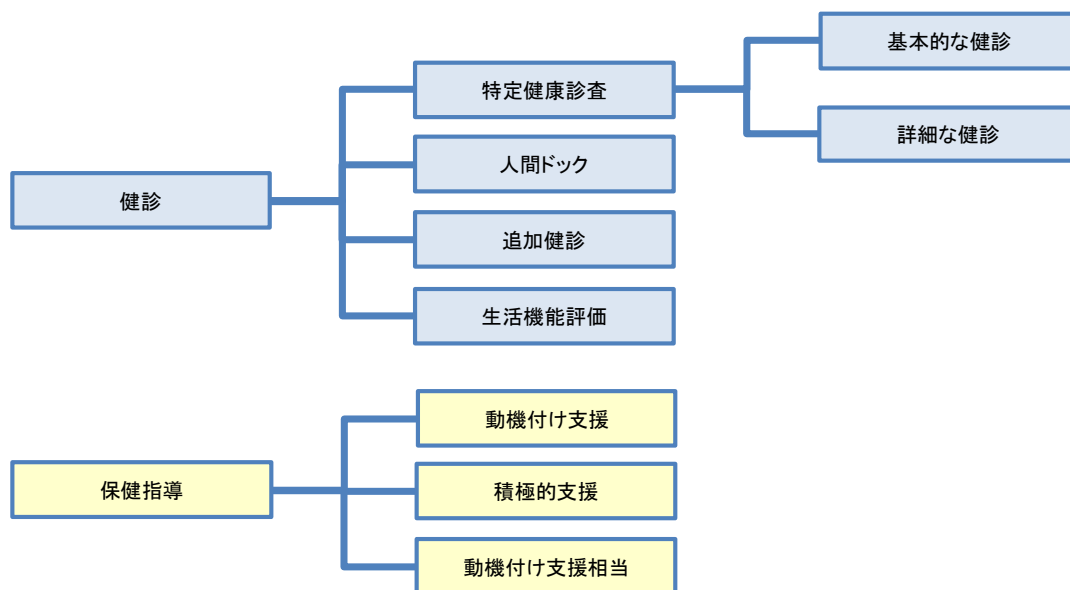 健診
特定健康診査
基本的な健診
詳細な健診
人間ドック
追加健診
生活機能評価
保健指導
動機付け支援
積極的支援
動機付け支援相当